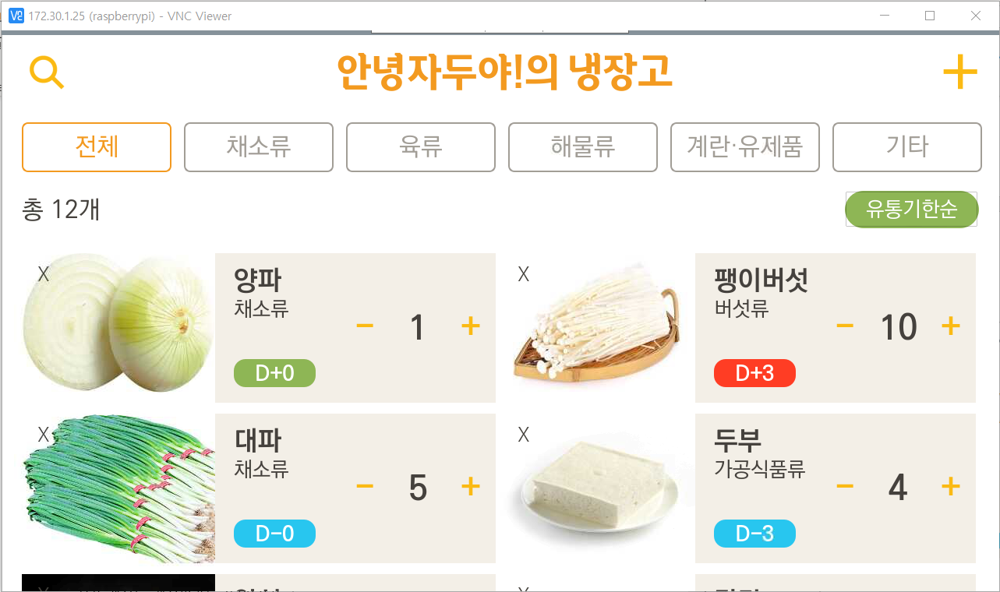 172.30.1.25 (raspberrypi) - VNC Viewer
안녕자두야!의 냉장고
전체 채소류 육류 해물류 계란·유제품 기타
총 12개 유통기한순
X 양파
채소류
− 1 +
D+0
X 팽이버섯
버섯류
− 10 +
D+3
X 대파
채소류
− 5 +
D-0
X 두부
가공식품류
− 4 +
D-3